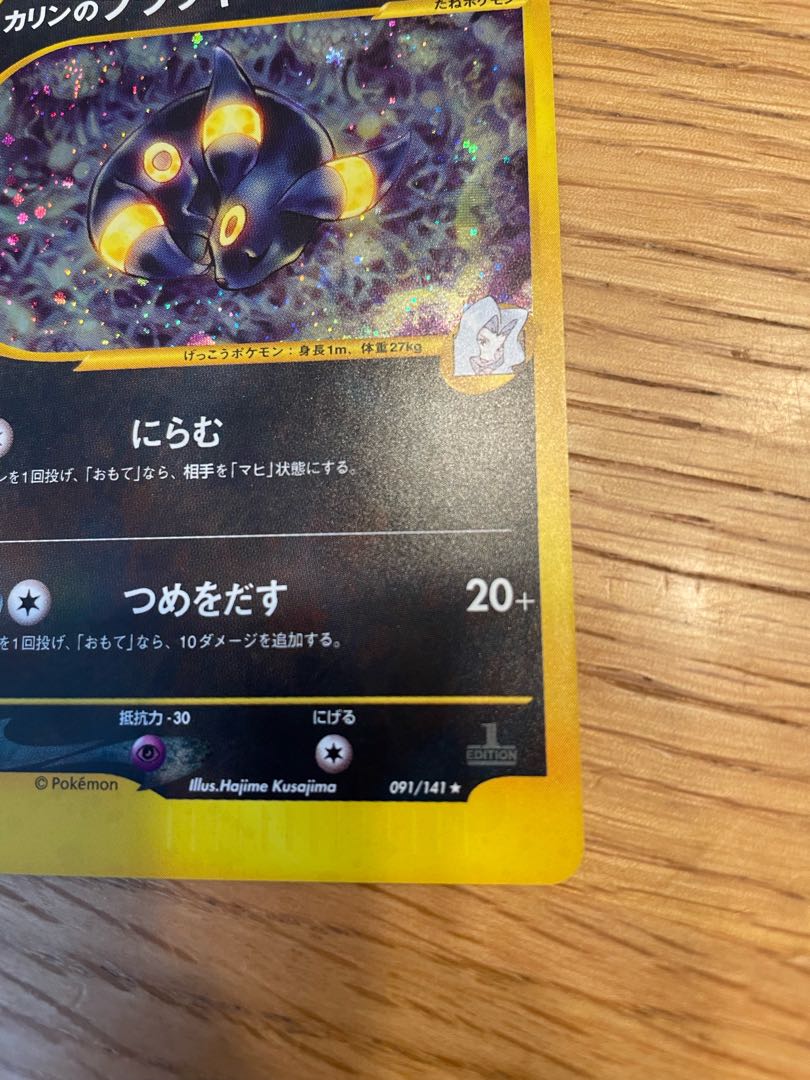 カリンのブラッキー
たねポケモン
げっこうポケモン：身長1m、体重27kg
にらむ
ンを1回投げ、「おもて」なら、相手を「マヒ」状態にする。
つめをだす 20+
を1回投げ、「おもて」なら、10ダメージを追加する。
抵抗力-30 にげる
1
EDITION
©Pokémon Illus.Hajime Kusajima 091/141★